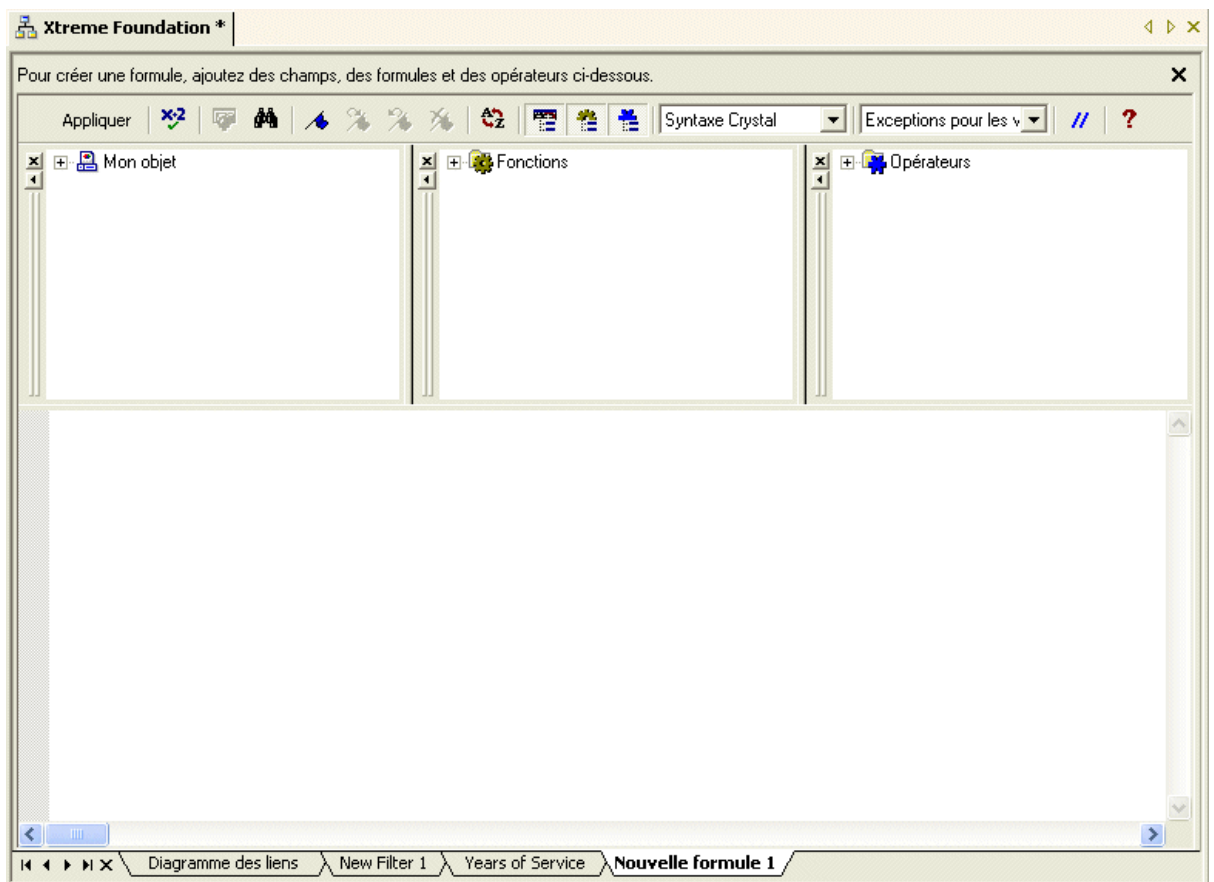 Xtreme Foundation *
Pour créer une formule, ajoutez des champs, des formules et des opérateurs ci-dessous.
Appliquer x+2 A Z Syntaxe Crystal Exceptions pour les v // ?
Mon objet Fonctions Opérateurs
Diagramme des liens New Filter 1 Years of Service Nouvelle formule 1